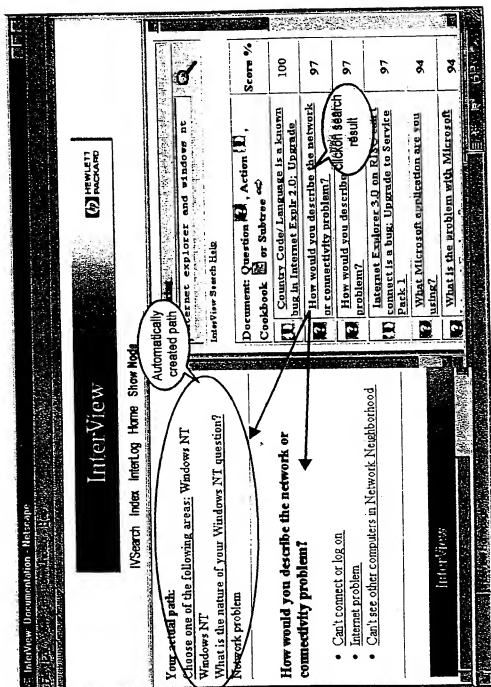 InterView Documentation - Netscape
InterView
HEWLETT
PACKARD
IVSearch Index InterLog Home Show Node
Automatically
created path
Your actual path:
Choose one of the following areas: Windows NT
Windows NT
What is the nature of your Windows NT question?
Network problem
How would you describe the network or
connectivity problem?
• Can't connect or log on
• Internet problem
• Can't see other computers in Network Neighborhood
InterView
ternet explorer and windows nt
InterView Search Help
Document: Question , Action ,
Cookbook or Subtree
Score %
Country Code/ Language is a known
bug in Internet Explr 2.0; Upgrade
100
How would you describe the network
or connectivity problem?
97
How would you describe
problem?
97
click on search
result
Internet Explorer 3.0 on
connect is a bug; Upgrade to Service
Pack 1
97
What Microsoft application are you
using?
94
What is the problem with Microsoft
94